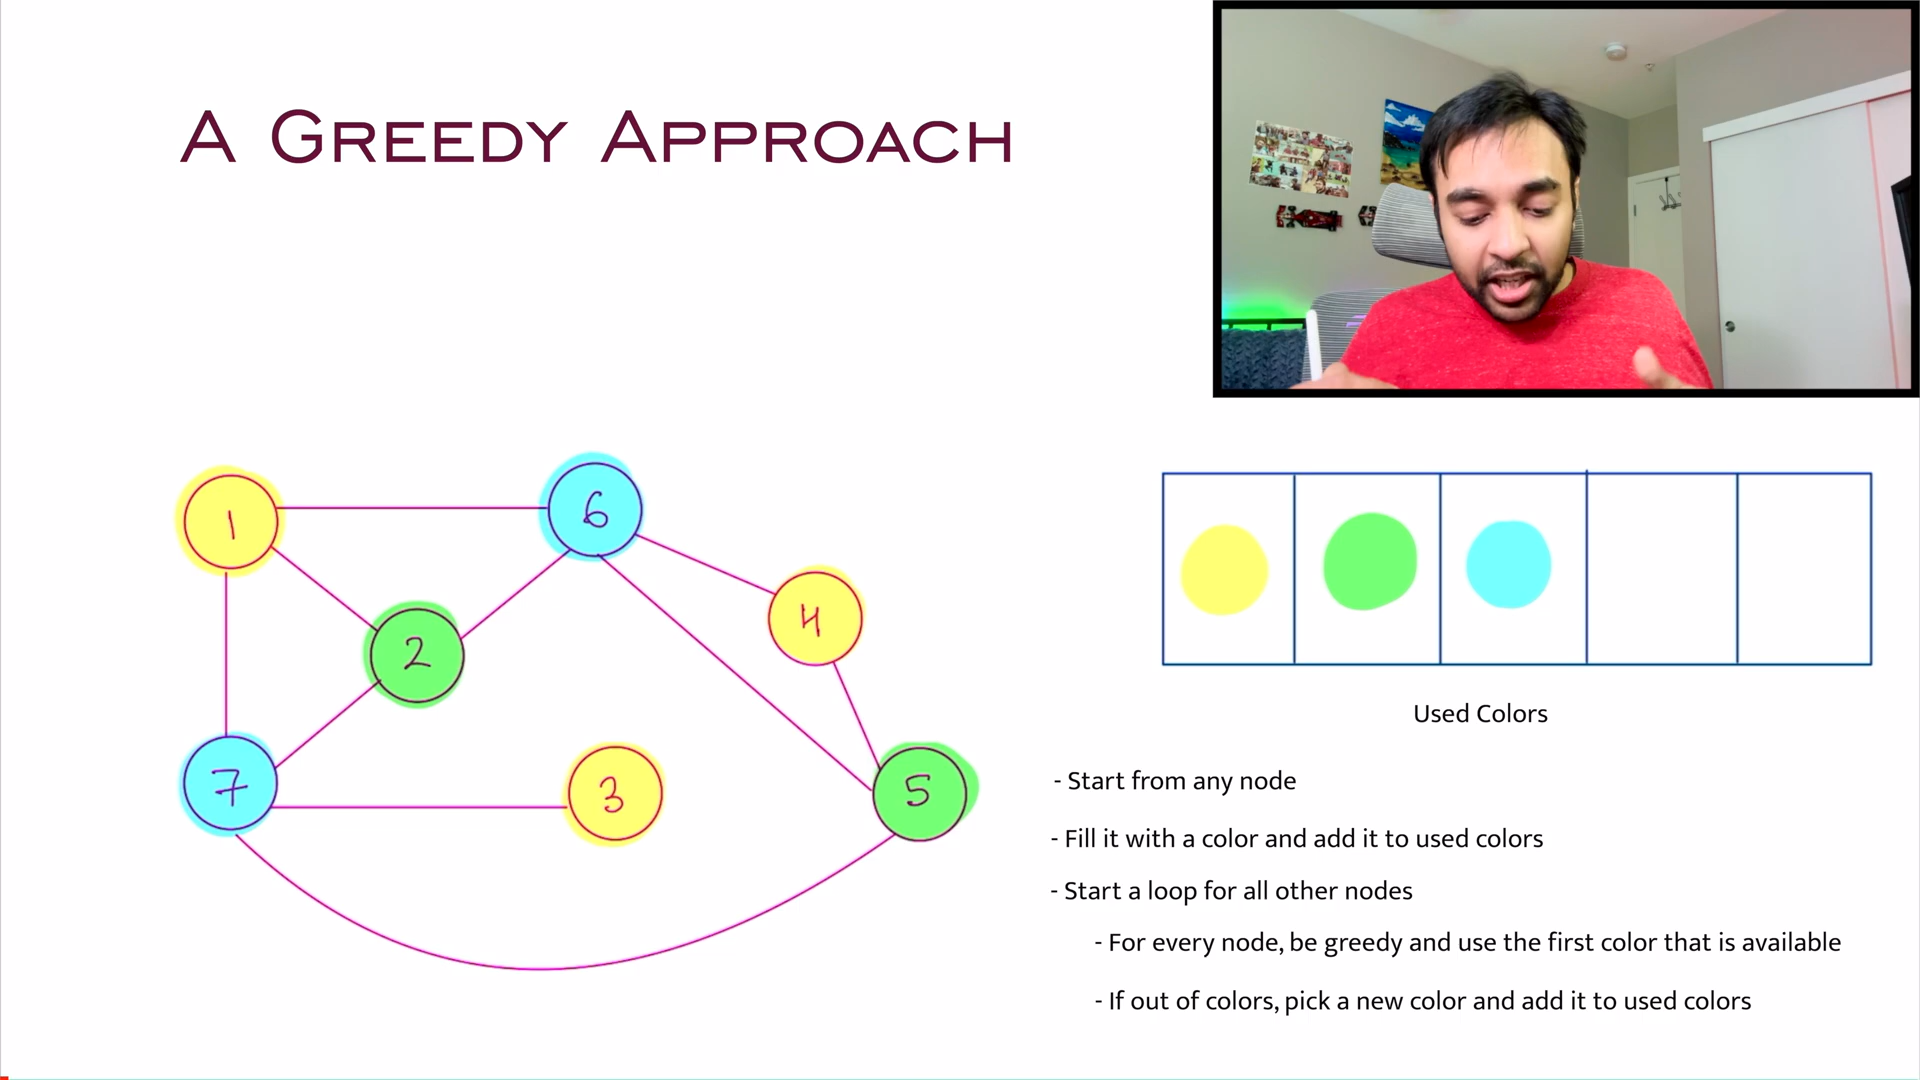 A Greedy Approach
1
6
4
2
7
3
5
Used Colors
- Start from any node
- Fill it with a color and add it to used colors
- Start a loop for all other nodes
- For every node, be greedy and use the first color that is available
- If out of colors, pick a new color and add it to used colors